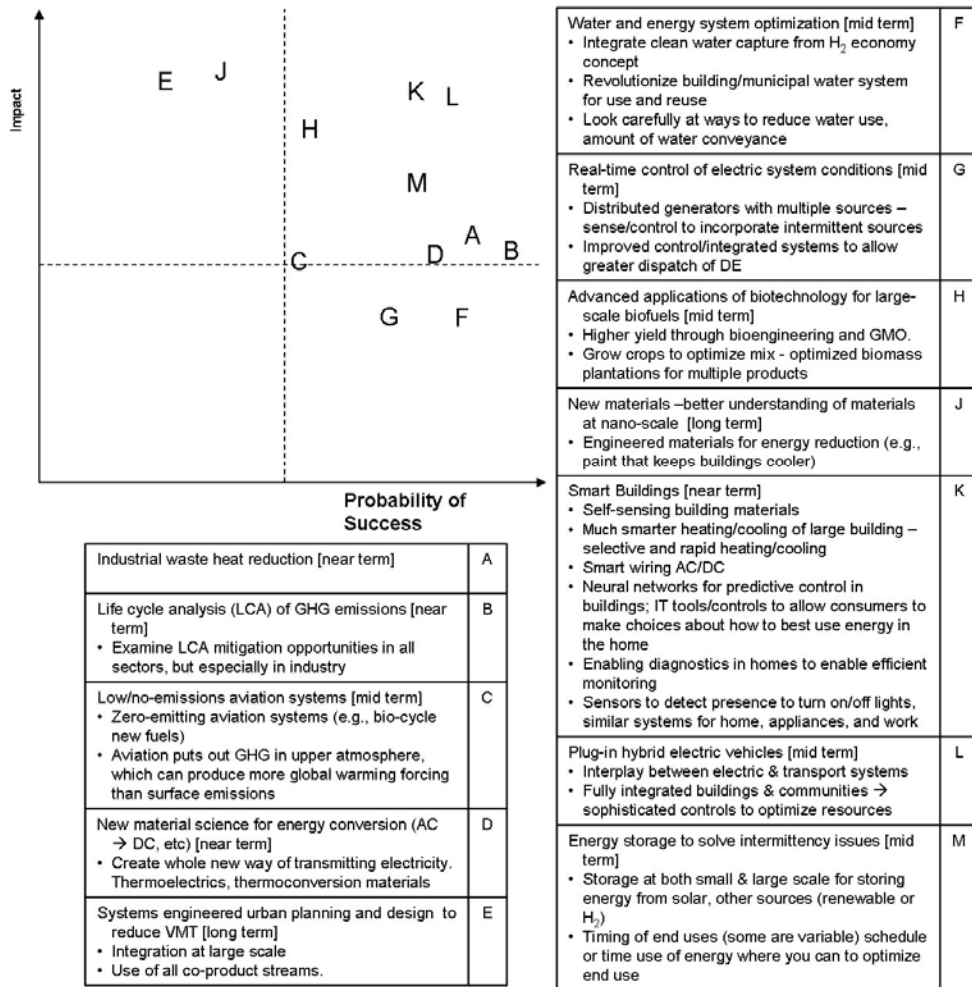 Impact
E
J
K
L
H
M
A
B
D
C
G
F
Probability of
Success
Industrial waste heat reduction [near term]
A
Life cycle analysis (LCA) of GHG emissions [near
term]
• Examine LCA mitigation opportunities in all
sectors, but especially in industry
B
Low/no-emissions aviation systems [mid term]
• Zero-emitting aviation systems (e.g., bio-cycle
new fuels)
• Aviation puts out GHG in upper atmosphere,
which can produce more global warming forcing
than surface emissions
C
New material science for energy conversion (AC
→ DC, etc) [near term]
• Create whole new way of transmitting electricity.
Thermoelectrics, thermoconversion materials
D
Systems engineered urban planning and design to
reduce VMT [long term]
• Integration at large scale
• Use of all co-product streams.
E
Water and energy system optimization [mid term]
• Integrate clean water capture from H₂ economy
concept
• Revolutionize building/municipal water system
for use and reuse
• Look carefully at ways to reduce water use,
amount of water conveyance
F
Real-time control of electric system conditions [mid
term]
• Distributed generators with multiple sources –
sense/control to incorporate intermittent sources
• Improved control/integrated systems to allow
greater dispatch of DE
G
Advanced applications of biotechnology for large-
scale biofuels [mid term]
• Higher yield through bioengineering and GMO.
• Grow crops to optimize mix - optimized biomass
plantations for multiple products
H
New materials –better understanding of materials
at nano-scale [long term]
• Engineered materials for energy reduction (e.g.,
paint that keeps buildings cooler)
J
Smart Buildings [near term]
• Self-sensing building materials
• Much smarter heating/cooling of large building –
selective and rapid heating/cooling
• Smart wiring AC/DC
• Neural networks for predictive control in
buildings; IT tools/controls to allow consumers to
make choices about how to best use energy in
the home
• Enabling diagnostics in homes to enable efficient
monitoring
• Sensors to detect presence to turn on/off lights,
similar systems for home, appliances, and work
K
Plug-in hybrid electric vehicles [mid term]
• Interplay between electric & transport systems
• Fully integrated buildings & communities →
sophisticated controls to optimize resources
L
Energy storage to solve intermittency issues [mid
term]
• Storage at both small & large scale for storing
energy from solar, other sources (renewable or
H₂)
• Timing of end uses (some are variable) schedule
or time use of energy where you can to optimize
end use
M